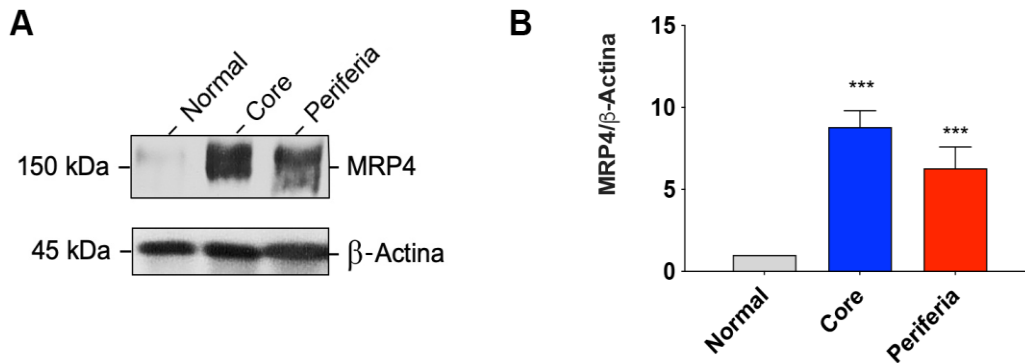 A
– Normal
– Core
– Periferia
150 kDa – – MRP4
45 kDa – – β-Actina
B
MRP4/β-Actina
15
10
5
0
***
***
Normal
Core
Periferia